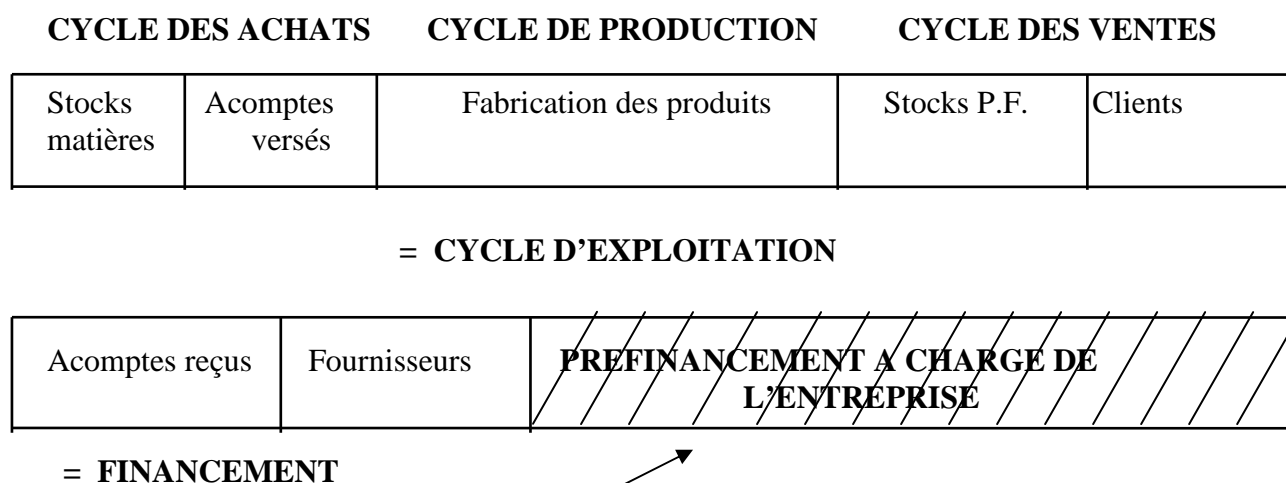 CYCLE DES ACHATS CYCLE DE PRODUCTION CYCLE DES VENTES
Stocks Acomptes Fabrication des produits Stocks P.F. Clients
matières versés
= CYCLE D’EXPLOITATION
Acomptes reçus Fournisseurs PREFINANCEMENT A CHARGE DE
L’ENTREPRISE
= FINANCEMENT